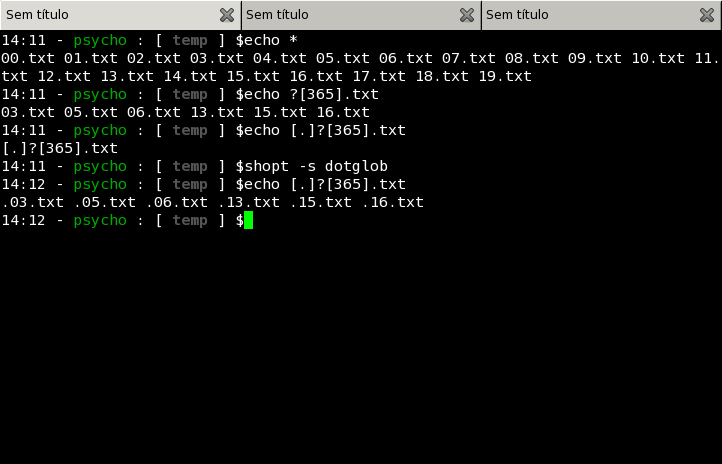 Sem título Sem título Sem título
14:11 - psycho : [ temp ] $echo *
00.txt 01.txt 02.txt 03.txt 04.txt 05.txt 06.txt 07.txt 08.txt 09.txt 10.txt 11.
txt 12.txt 13.txt 14.txt 15.txt 16.txt 17.txt 18.txt 19.txt
14:11 - psycho : [ temp ] $echo ?[365].txt
03.txt 05.txt 06.txt 13.txt 15.txt 16.txt
14:11 - psycho : [ temp ] $echo [.]?[365].txt
[.]?[365].txt
14:11 - psycho : [ temp ] $shopt -s dotglob
14:12 - psycho : [ temp ] $echo [.]?[365].txt
.03.txt .05.txt .06.txt .13.txt .15.txt .16.txt
14:12 - psycho : [ temp ] $